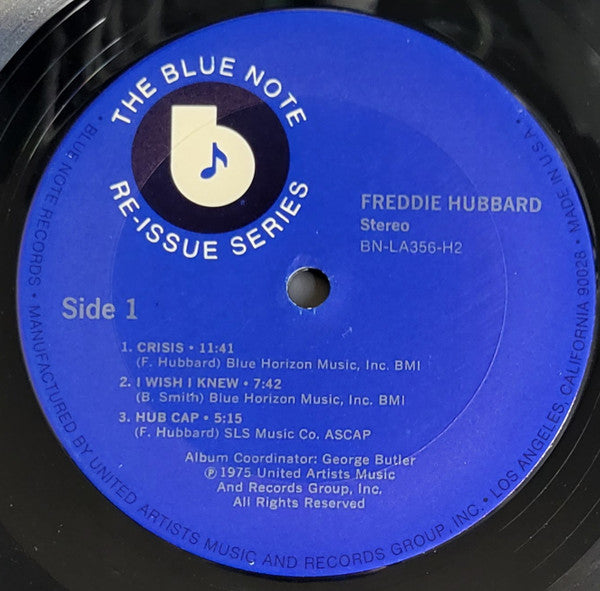 THE BLUE NOTE
RE-ISSUE SERIES
b
FREDDIE HUBBARD
Stereo
BN-LA356-H2
Side 1
1. CRISIS • 11:41
(F. Hubbard) Blue Horizon Music, Inc. BMI
2. I WISH I KNEW • 7:42
(B. Smith) Blue Horizon Music, Inc. BMI
3. HUB CAP • 5:15
(F. Hubbard) SLS Music Co. ASCAP
Album Coordinator: George Butler
℗ 1975 United Artists Music
And Records Group, Inc.
All Rights Reserved
• BLUE NOTE RECORDS • MANUFACTURED BY UNITED ARTISTS MUSIC AND RECORDS GROUP, INC. • LOS ANGELES, CALIFORNIA 90028 • MADE IN U.S.A. •